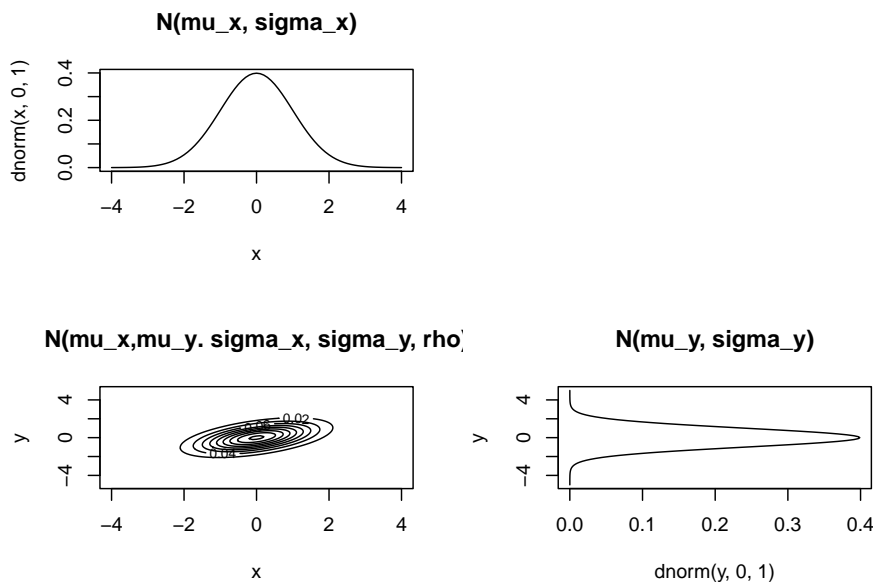 N(mu_x, sigma_x)
dnorm(x, 0, 1)
0.0 0.2 0.4
−4 −2 0 2 4
x
N(mu_x,mu_y. sigma_x, sigma_y, rho)
y
−4 0 4
0.02
0.06
0.04
−4 −2 0 2 4
x
N(mu_y, sigma_y)
y
−4 0 4
0.0 0.1 0.2 0.3 0.4
dnorm(y, 0, 1)